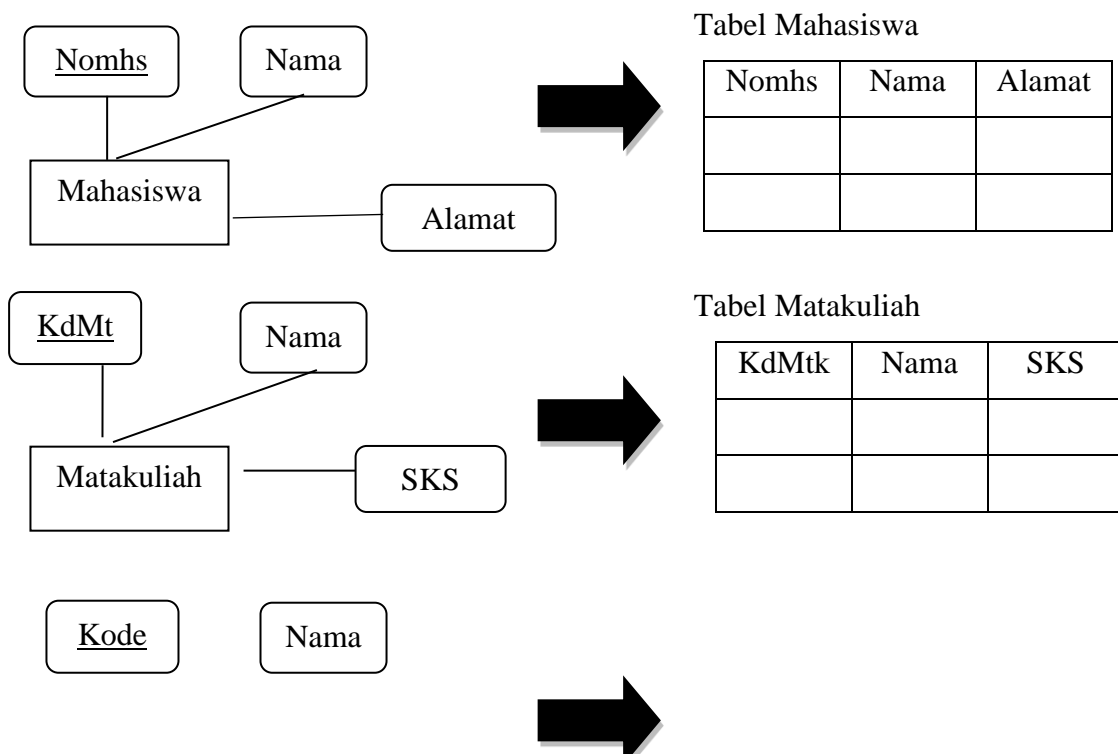 Tabel Mahasiswa
Nomhs Nama
Nomhs Nama Alamat
Mahasiswa
Alamat
Tabel Matakuliah
KdMt Nama
KdMtk Nama SKS
Matakuliah
SKS
Kode Nama